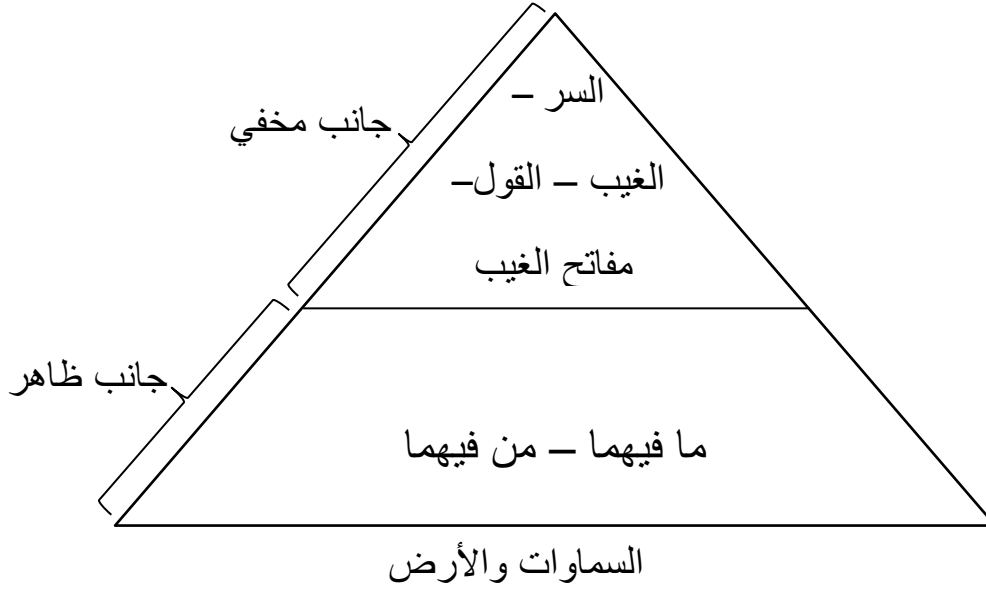 السر –
جانب مخفي
الغيب – القول–
مفاتح الغيب
جانب ظاهر
ما فيهما – من فيهما
السماوات والأرض